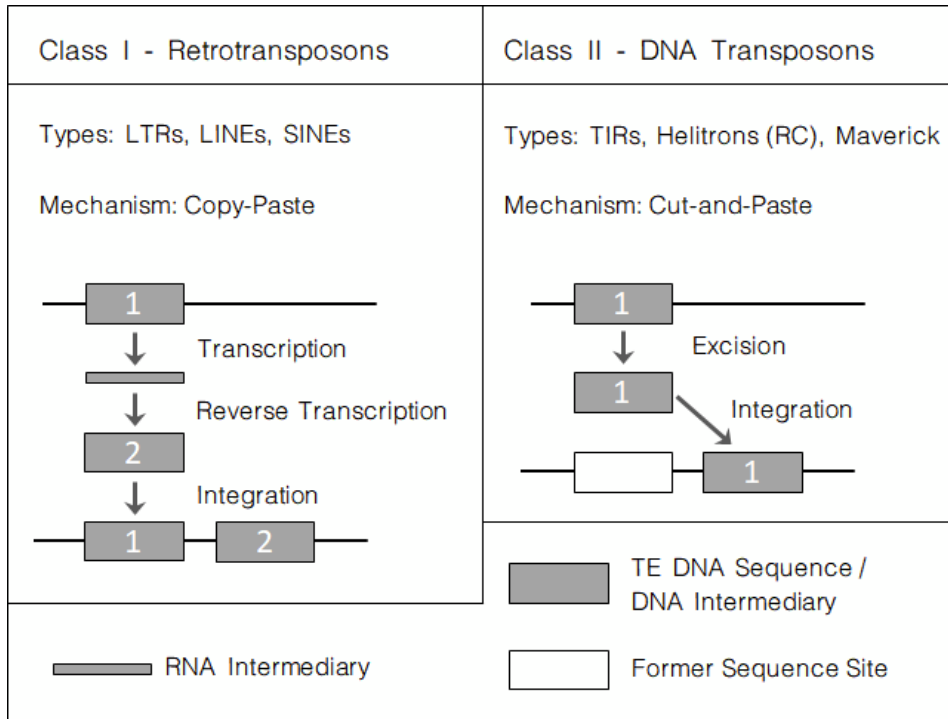 Class I - Retrotransposons
Types: LTRs, LINEs, SINEs
Mechanism: Copy-Paste
1
Transcription
Reverse Transcription
2
Integration
1 2
RNA Intermediary
Class II - DNA Transposons
Types: TIRs, Helitrons (RC), Maverick
Mechanism: Cut-and-Paste
1
Excision
1
Integration
1
TE DNA Sequence /
DNA Intermediary
Former Sequence Site